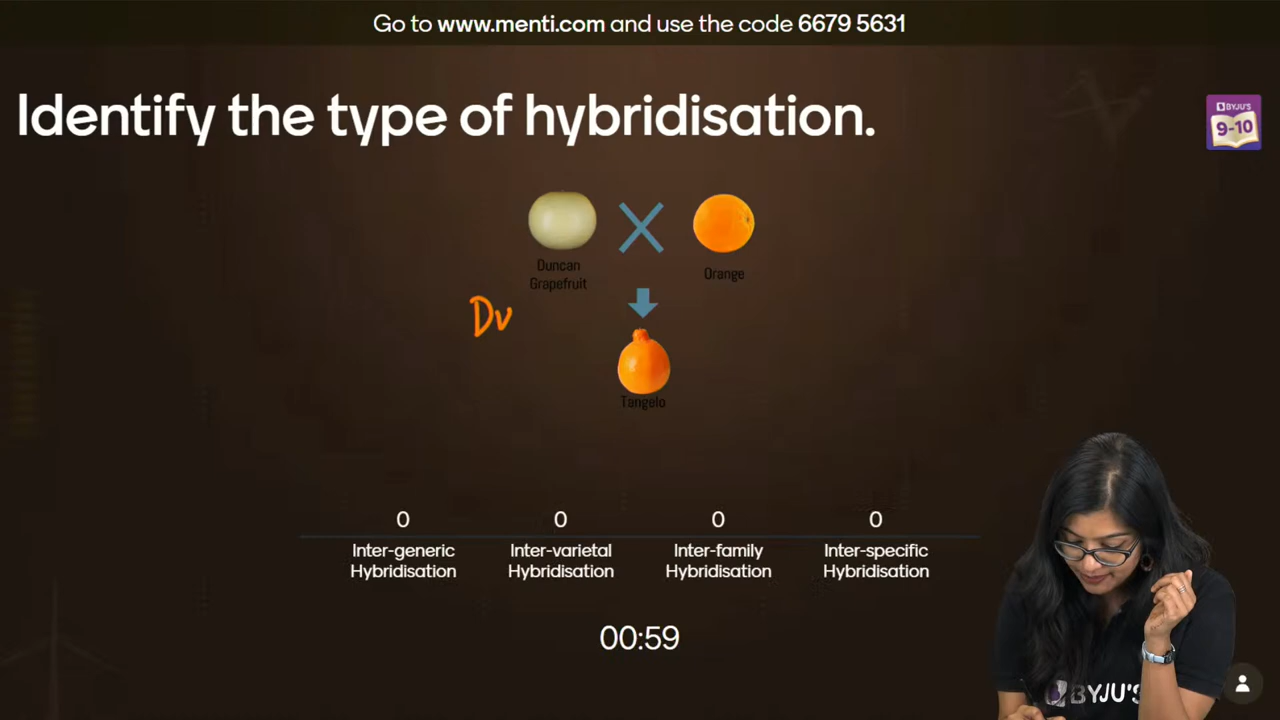 Go to www.menti.com and use the code 6679 5631
Identify the type of hybridisation.
BYJU'S
9-10
Duncan
Grapefruit
Orange
Dv
Tangelo
0
0
0
0
Inter-generic
Hybridisation
Inter-varietal
Hybridisation
Inter-family
Hybridisation
Inter-specific
Hybridisation
00:59
BYJU'S